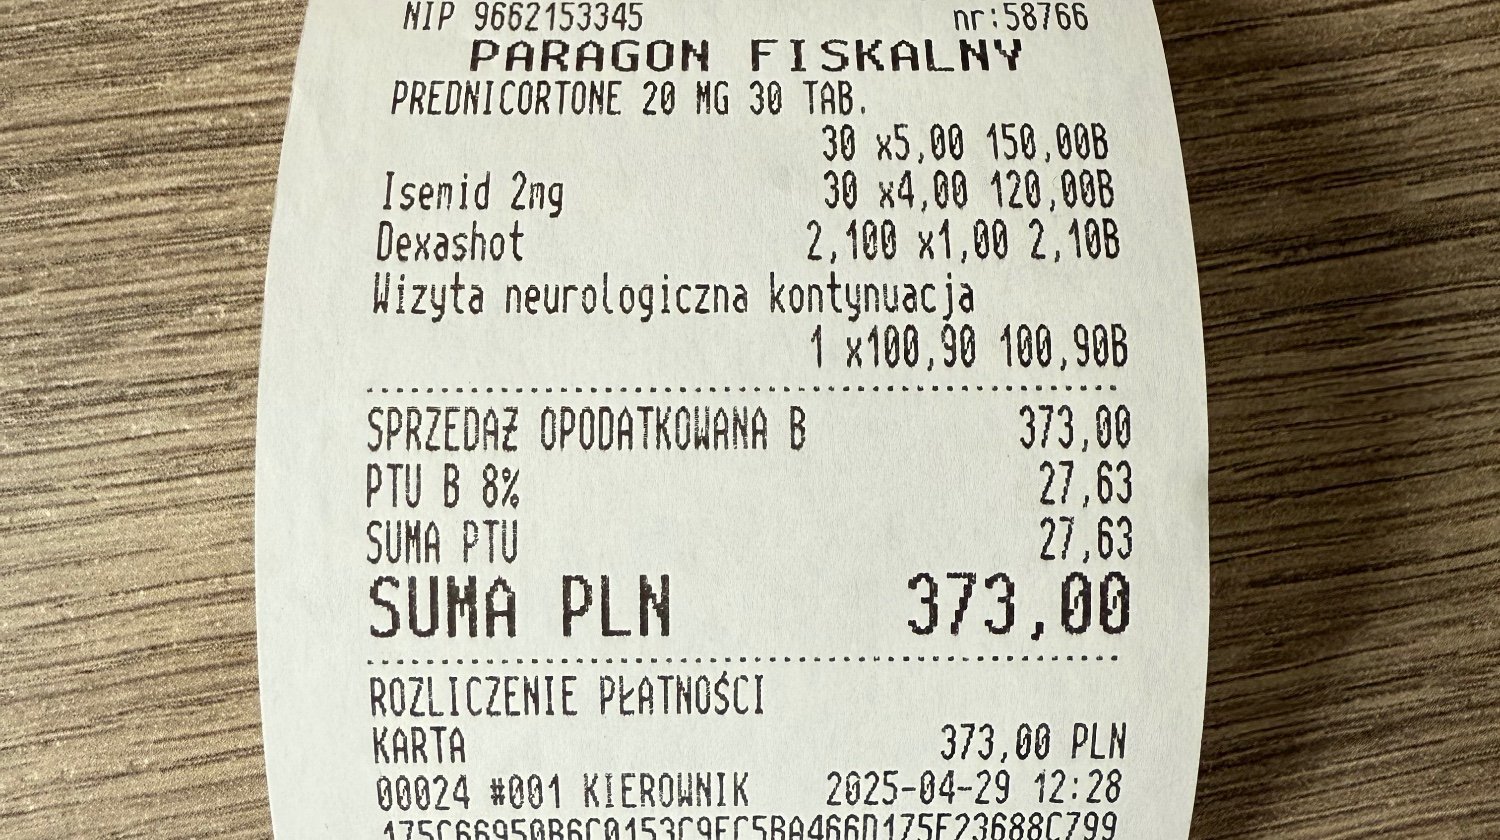 NIP 9662153345 nr:58766
PARAGON FISKALNY
PREDNICORTONE 20 MG 30 TAB.
30 x5,00 150,00B
Isemid 2mg 30 x4,00 120,00B
Dexashot 2,100 x1,00 2,10B
Wizyta neurologiczna kontynuacja
1 x100,90 100,90B
SPRZEDAŻ OPODATKOWANA B 373,00
PTU B 8% 27,63
SUMA PTU 27,63
SUMA PLN 373,00
ROZLICZENIE PŁATNOŚCI
KARTA 373,00 PLN
00024 #001 KIEROWNIK 2025-04-29 12:28